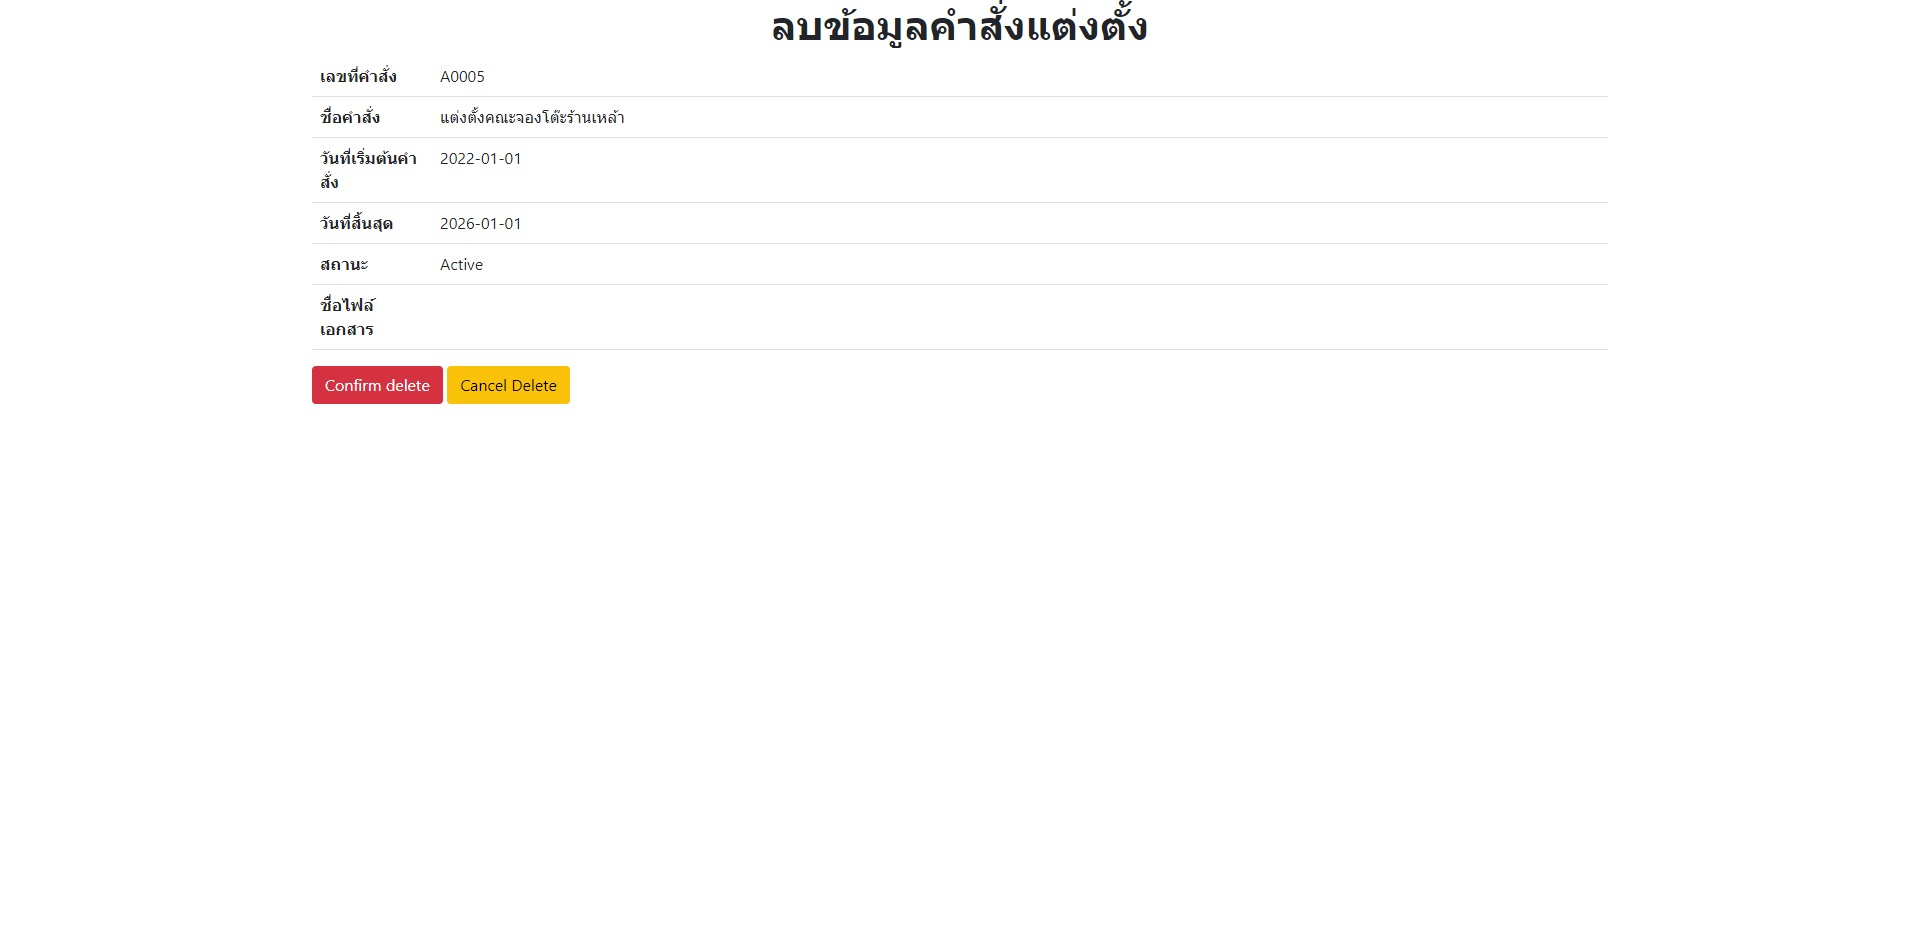 ลบข้อมูลคำสั่งแต่งตั้ง
เลขที่คำสั่ง A0005
ชื่อคำสั่ง แต่งตั้งคณะจองโต๊ะร้านเหล้า
วันที่เริ่มต้นคำ 2022-01-01
สั่ง
วันที่สิ้นสุด 2026-01-01
สถานะ Active
ชื่อไฟล์
เอกสาร
Confirm delete Cancel Delete